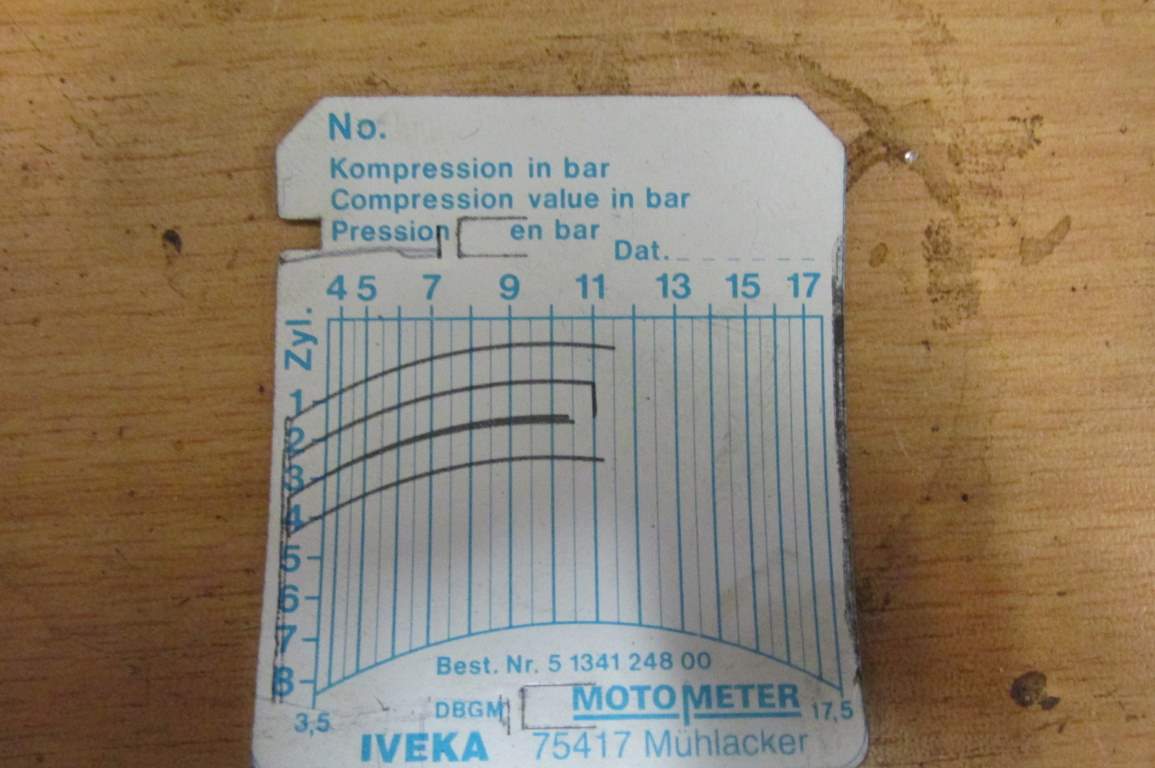 No.
Kompression in bar
Compression value in bar
Pression en bar
Dat.
4 5 7 9 11 13 15 17
Zyl.
1
2
3
4
5
6
7
8
Best. Nr. 5 1341 248 00
3,5 DBGM MOTOMETER 17,5
IVEKA 75417 Mühlacker